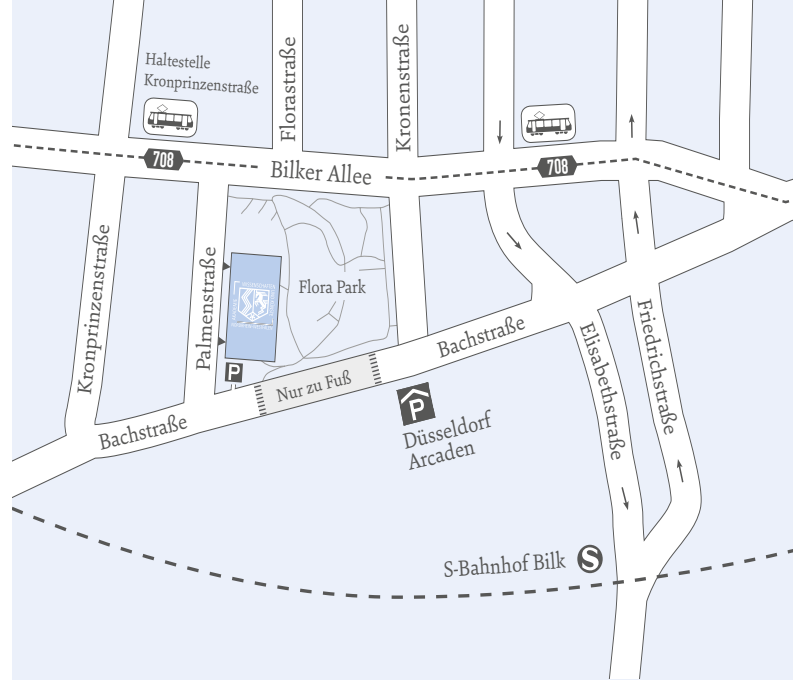 Haltestelle
Kronprinzenstraße
Florastraße
Kronenstraße
708
Bilker Allee
708
Kronprinzenstraße
Palmenstraße
Flora Park
P
Nur zu Fuß
Bachstraße
Bachstraße
P
Düsseldorf
Arcaden
Elisabethstraße
Friedrichstraße
S-Bahnhof Bilk
S